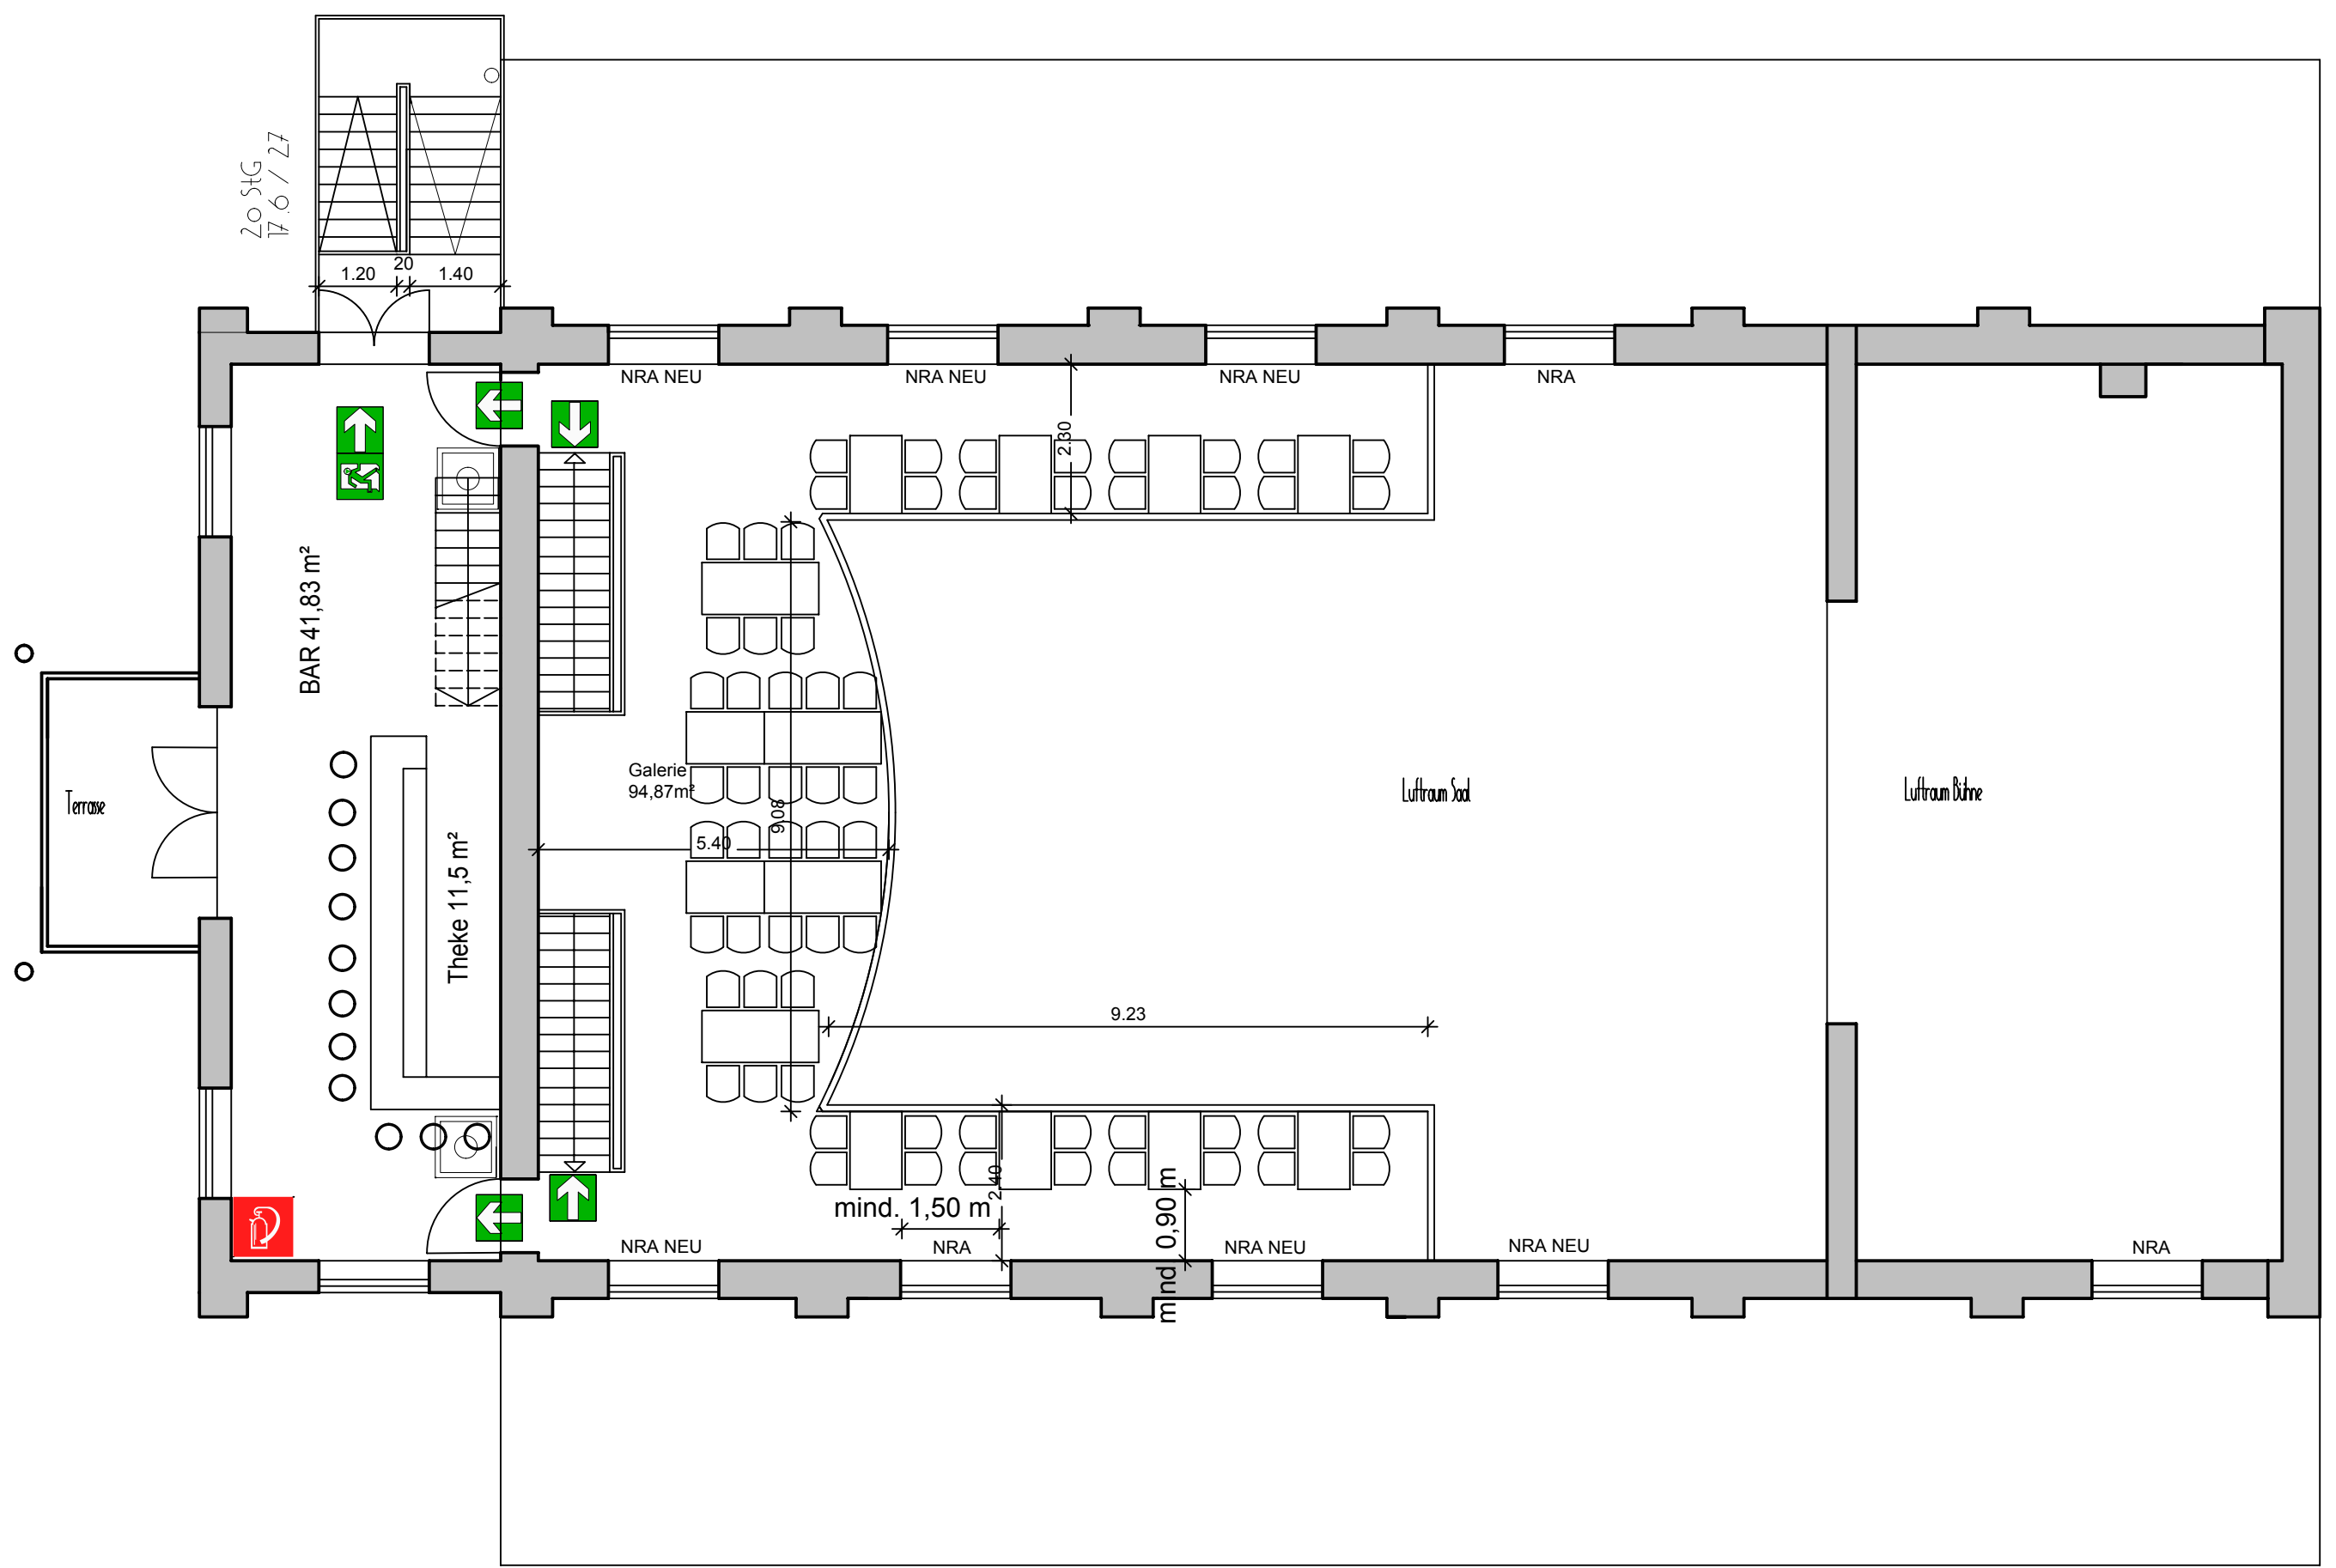 20 StG
17.6 / 27
1.20
20
1.40
NRA NEU
NRA NEU
NRA NEU
NRA
2.30
BAR 41,83 m²
Terrasse
Galerie
94,87m²
9.08
5.40
Theke 11,5 m²
Luftraum Saal
Luftraum Bühne
9.23
2.40
mind. 1,50 m
mind 0,90 m
NRA NEU
NRA
NRA NEU
NRA NEU
NRA